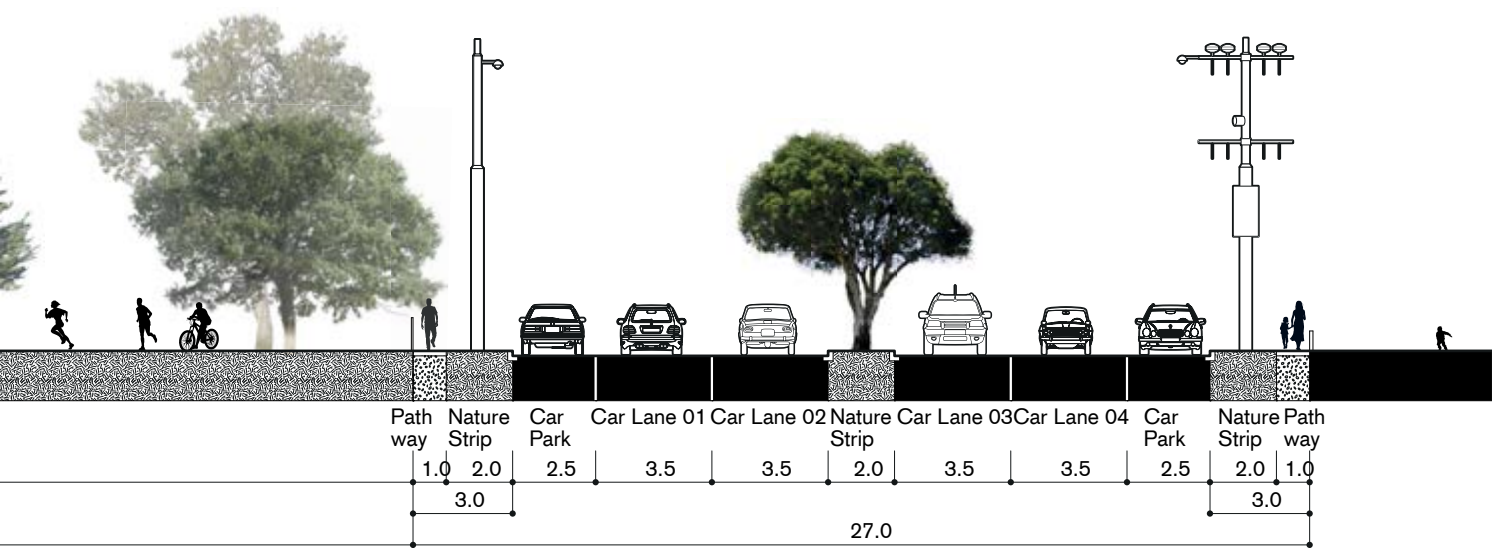 Path way
Nature Strip
Car Park
Car Lane 01
Car Lane 02
Nature Strip
Car Lane 03
Car Lane 04
Car Park
Nature Strip
Path way
1.0 2.0 2.5 3.5 3.5 2.0 3.5 3.5 2.5 2.0 1.0
3.0 3.0
27.0